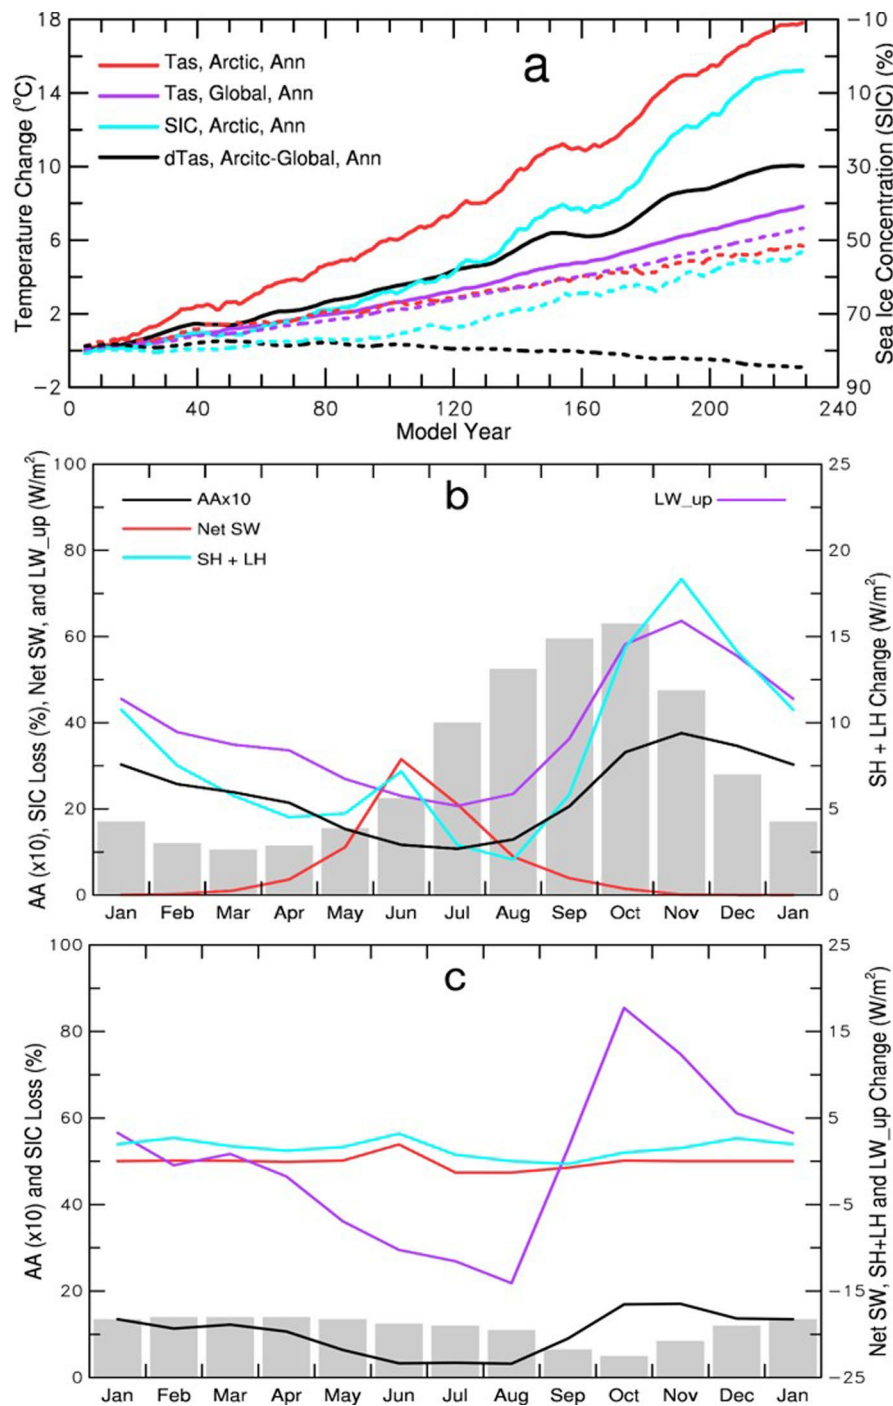 a
Tas, Arctic, Ann
Tas, Global, Ann
SIC, Arctic, Ann
dTas, Arcitc-Global, Ann
Temperature Change (°C)
18
14
10
6
2
−2
Sea Ice Concentration (SIC) (%)
−10
10
30
50
70
90
0 40 80 120 160 200 240
Model Year
b
AAx10
Net SW
SH + LH
LW_up
AA (x10), SIC Loss (%), Net SW, and LW_up (W/m²)
100
80
60
40
20
0
SH + LH Change (W/m²)
25
20
15
10
5
0
Jan Feb Mar Apr May Jun Jul Aug Sep Oct Nov Dec Jan
c
AA (x10) and SIC Loss (%)
100
80
60
40
20
0
Net SW, SH+LH and LW_up Change (W/m²)
25
15
5
−5
−15
−25
Jan Feb Mar Apr May Jun Jul Aug Sep Oct Nov Dec Jan